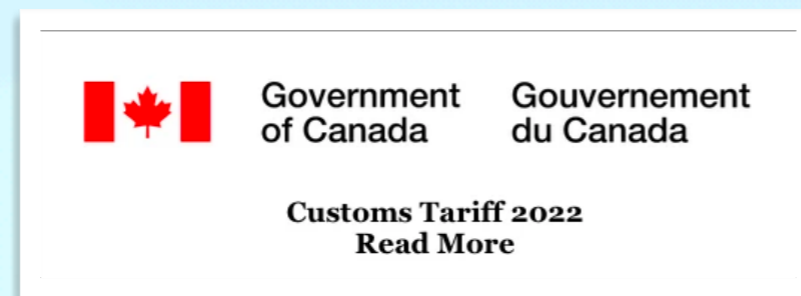 Government Gouvernement
of Canada du Canada
Customs Tariff 2022
Read More